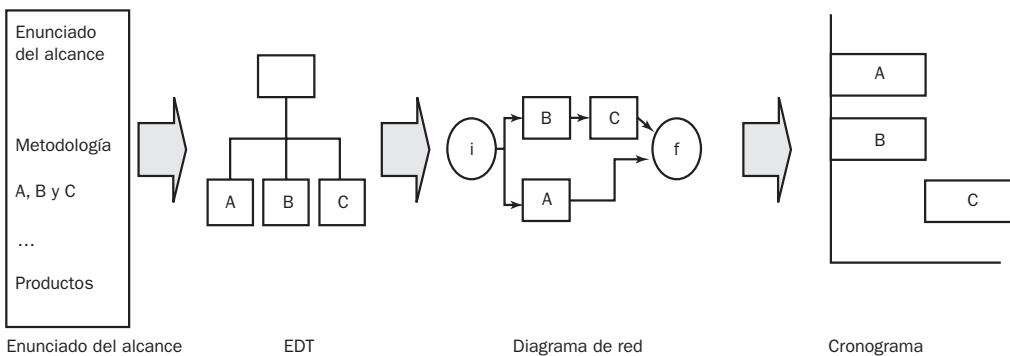 Enunciado
del alcance
Metodología
A, B y C
...
Productos
A
B
C
i
B
C
A
f
A
B
C
Enunciado del alcance
EDT
Diagrama de red
Cronograma